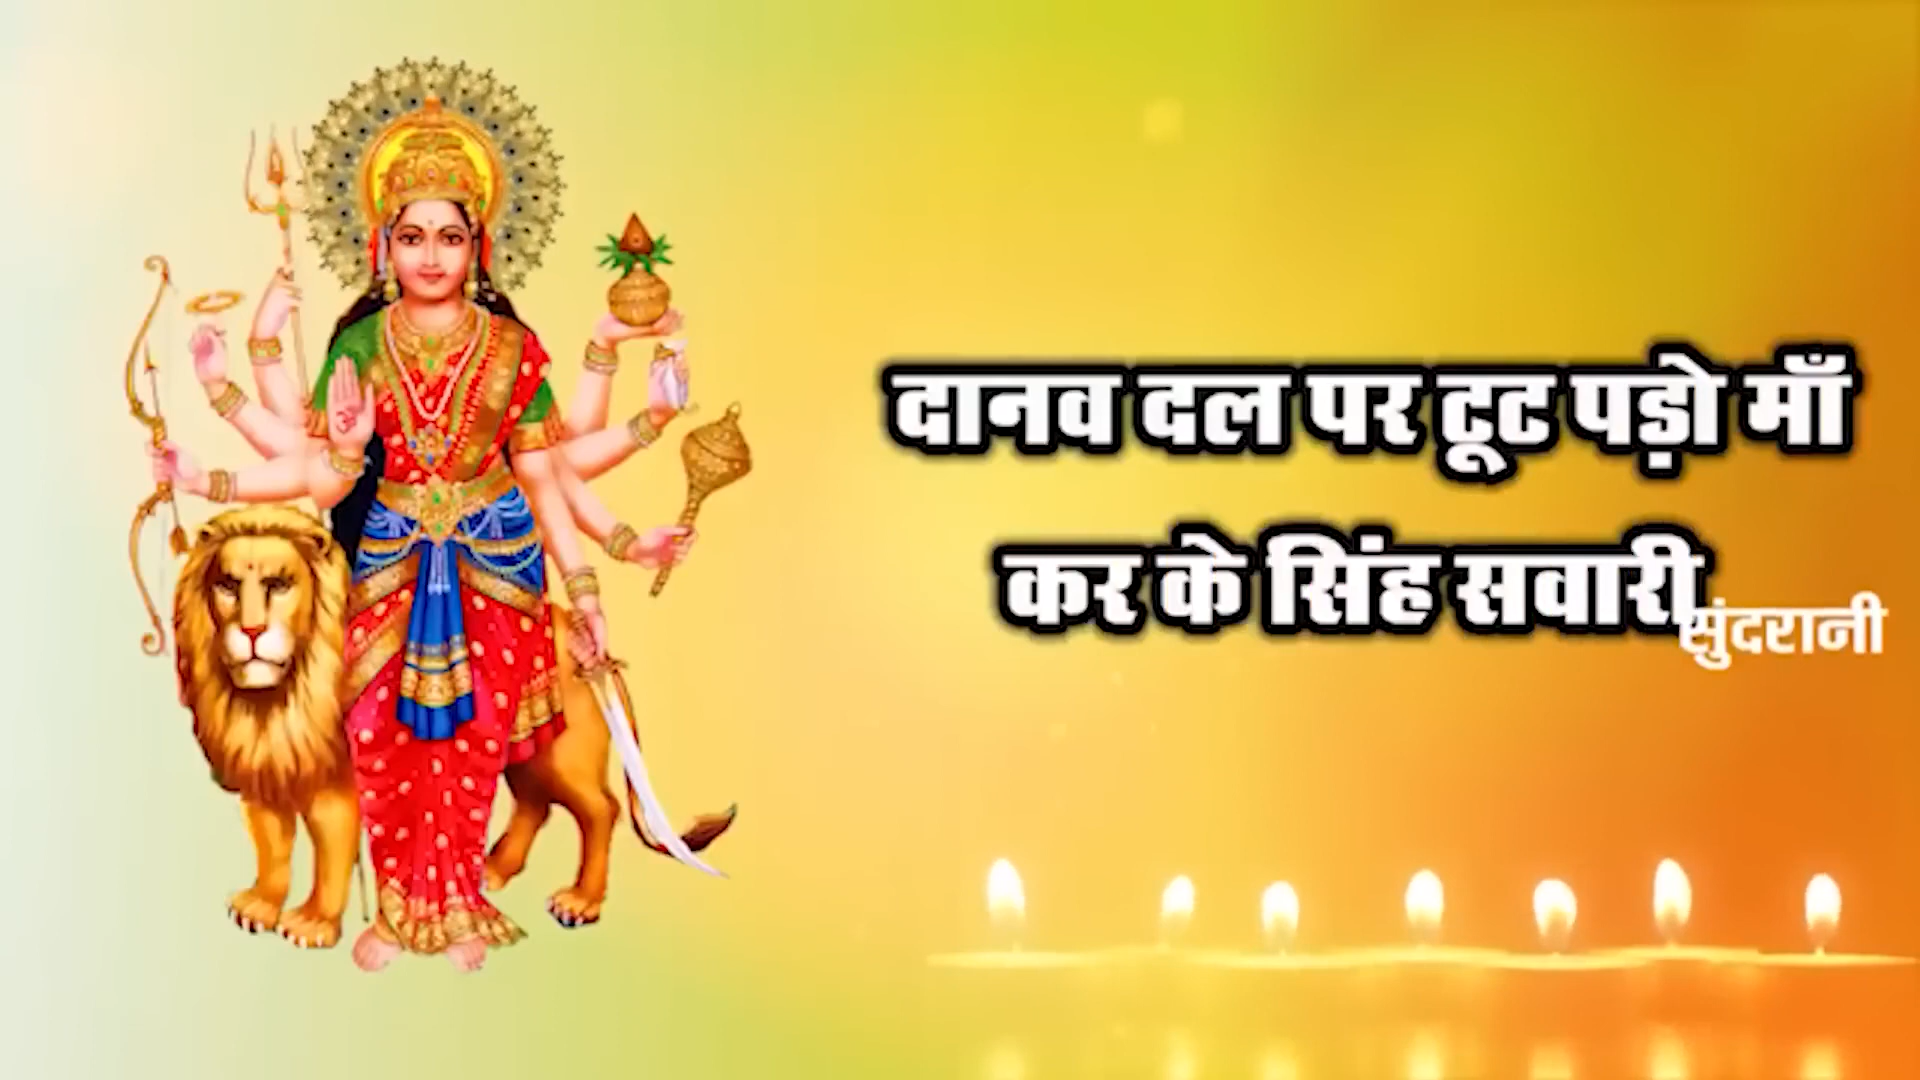 दानव दल पर टूट पड़ो माँ
कर के सिंह सवारी
सुंदरानी